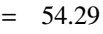 = 54.29